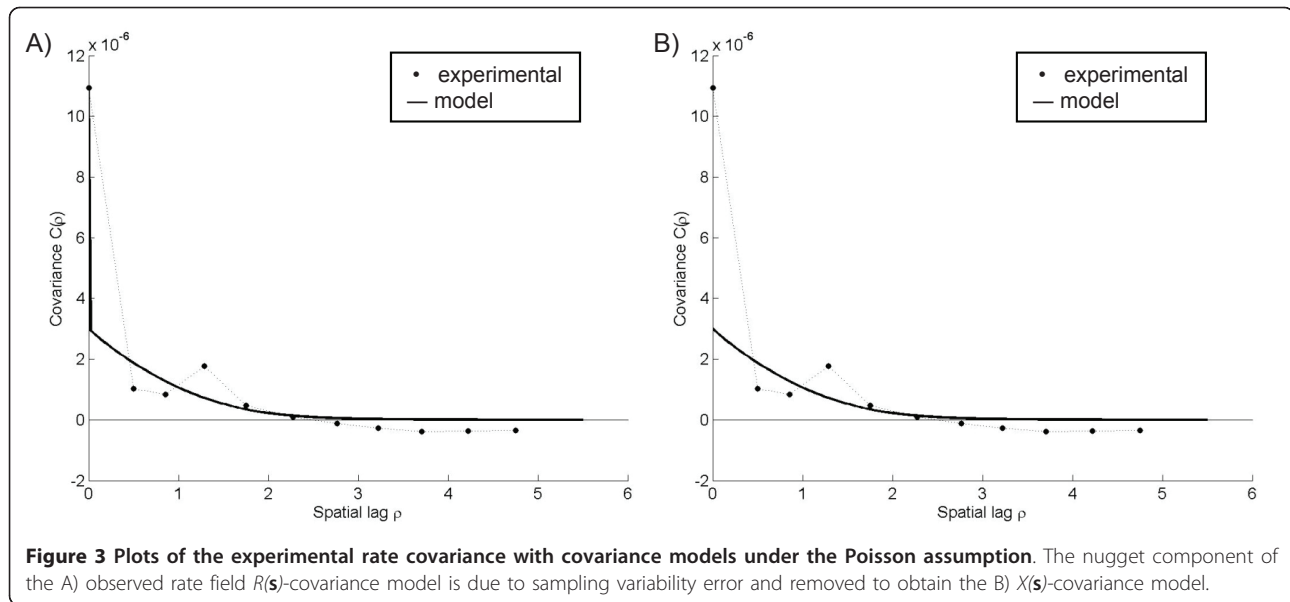 A)
× 10⁻⁶
12
10
8
6
4
2
0
-2
0 1 2 3 4 5 6
Covariance C(ρ)
Spatial lag ρ
experimental
model
B)
× 10⁻⁶
12
10
8
6
4
2
0
-2
0 1 2 3 4 5 6
Covariance C(ρ)
Spatial lag ρ
experimental
model
Figure 3 Plots of the experimental rate covariance with covariance models under the Poisson assumption. The nugget component of
the A) observed rate field R(s)-covariance model is due to sampling variability error and removed to obtain the B) X(s)-covariance model.